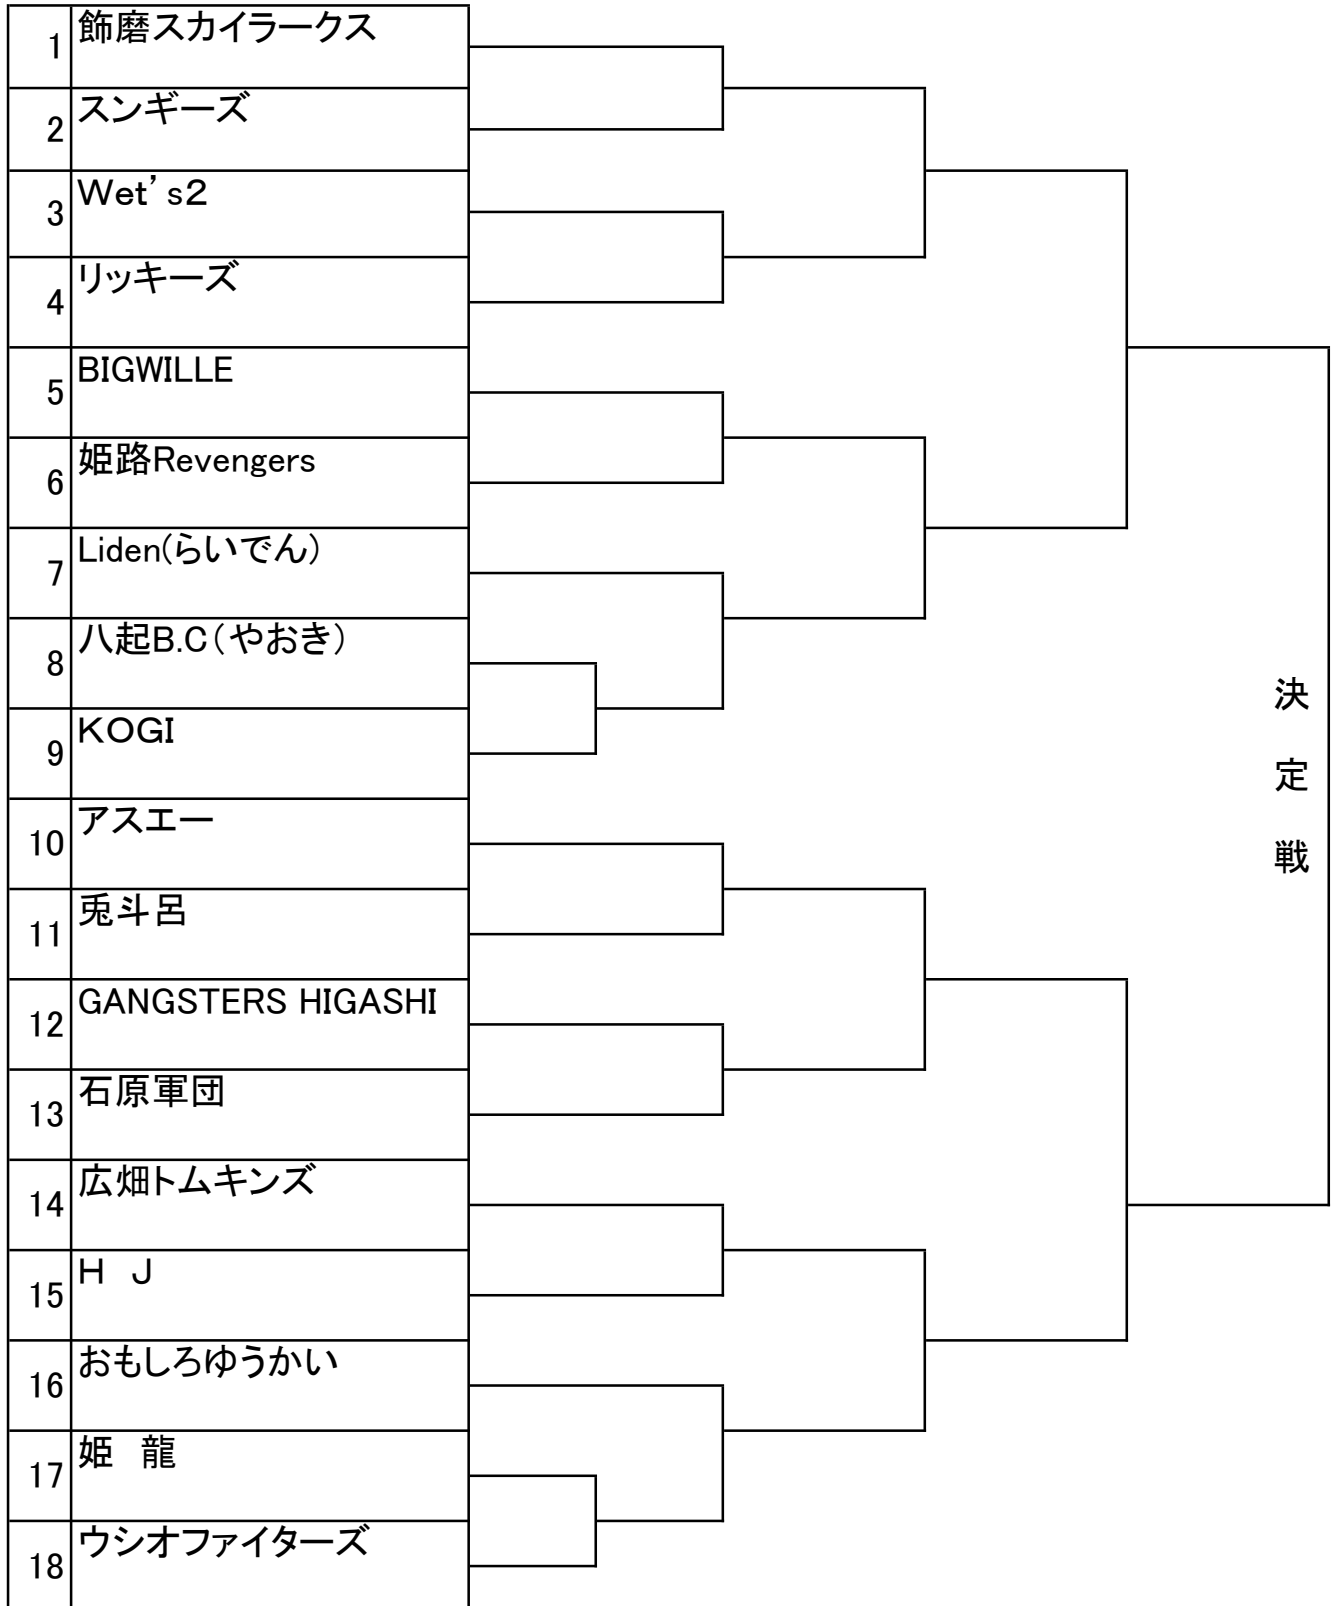 1 飾磨スカイラークス
2 スンギーズ
3 Wet’s2
4 リッキーズ
5 BIGWILLE
6 姫路Revengers
7 Liden(らいでん)
8 八起B.C(やおき)
9 KOGI
10 アスエー
11 兎斗呂
12 GANGSTERS HIGASHI
13 石原軍団
14 広畑トムキンズ
15 H　J
16 おもしろゆうかい
17 姫　龍
18 ウシオファイターズ
決
定
戦